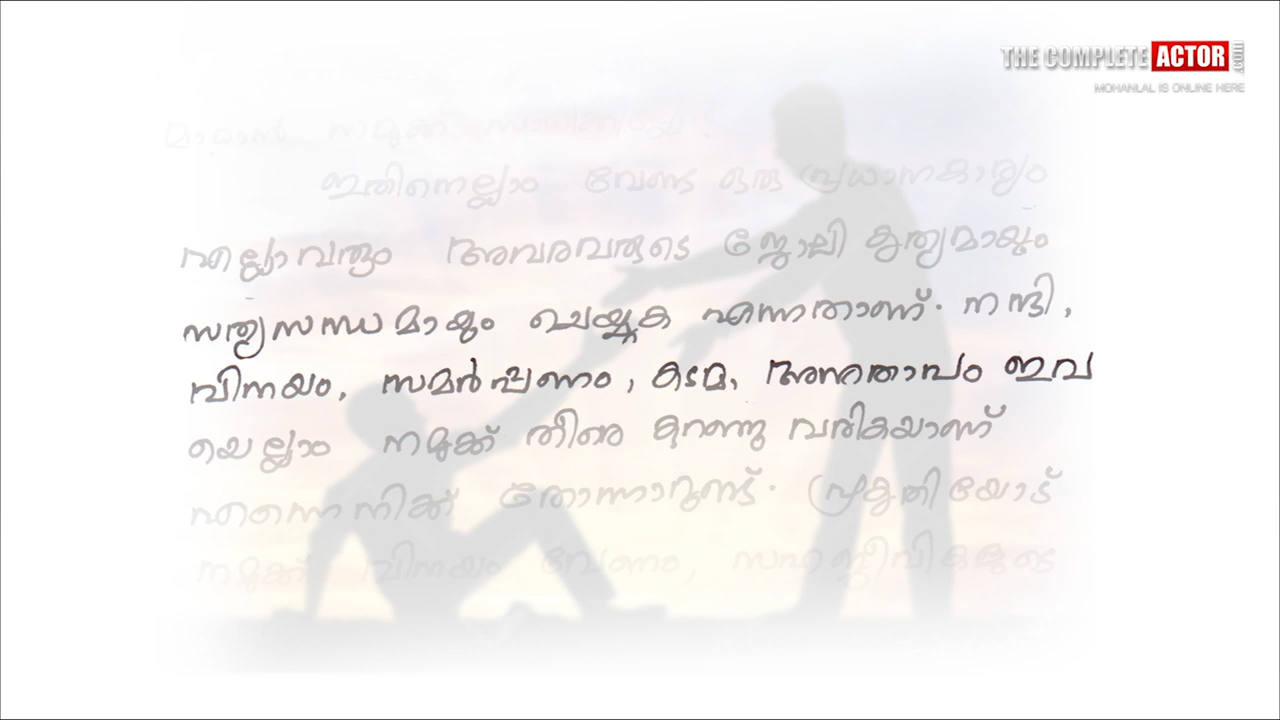 THE COMPLETE ACTOR .com
MOHANLAL IS ONLINE HERE
മാറാൻ നമുക്ക് സാധിക്കില്ലേ?
ഇതിനെല്ലാം വേണ്ട ഒരു പ്രധാനകാര്യം
എല്ലാവരും അവരവരുടെ ജോലി കൃത്യമായും
സത്യസന്ധമായും ചെയ്യുക എന്നതാണ്. നന്ദി,
വിനയം, സമർപ്പണം, കടമ, അനുതാപം ഇവ
യെല്ലാം നമുക്ക് തീരെ കുറഞ്ഞു വരികയാണ്
എന്നെനിക്ക് തോന്നാറുണ്ട്. പ്രകൃതിയോട്
നമുക്ക് വിനയം വേണം, സഹജീവികളുടെ